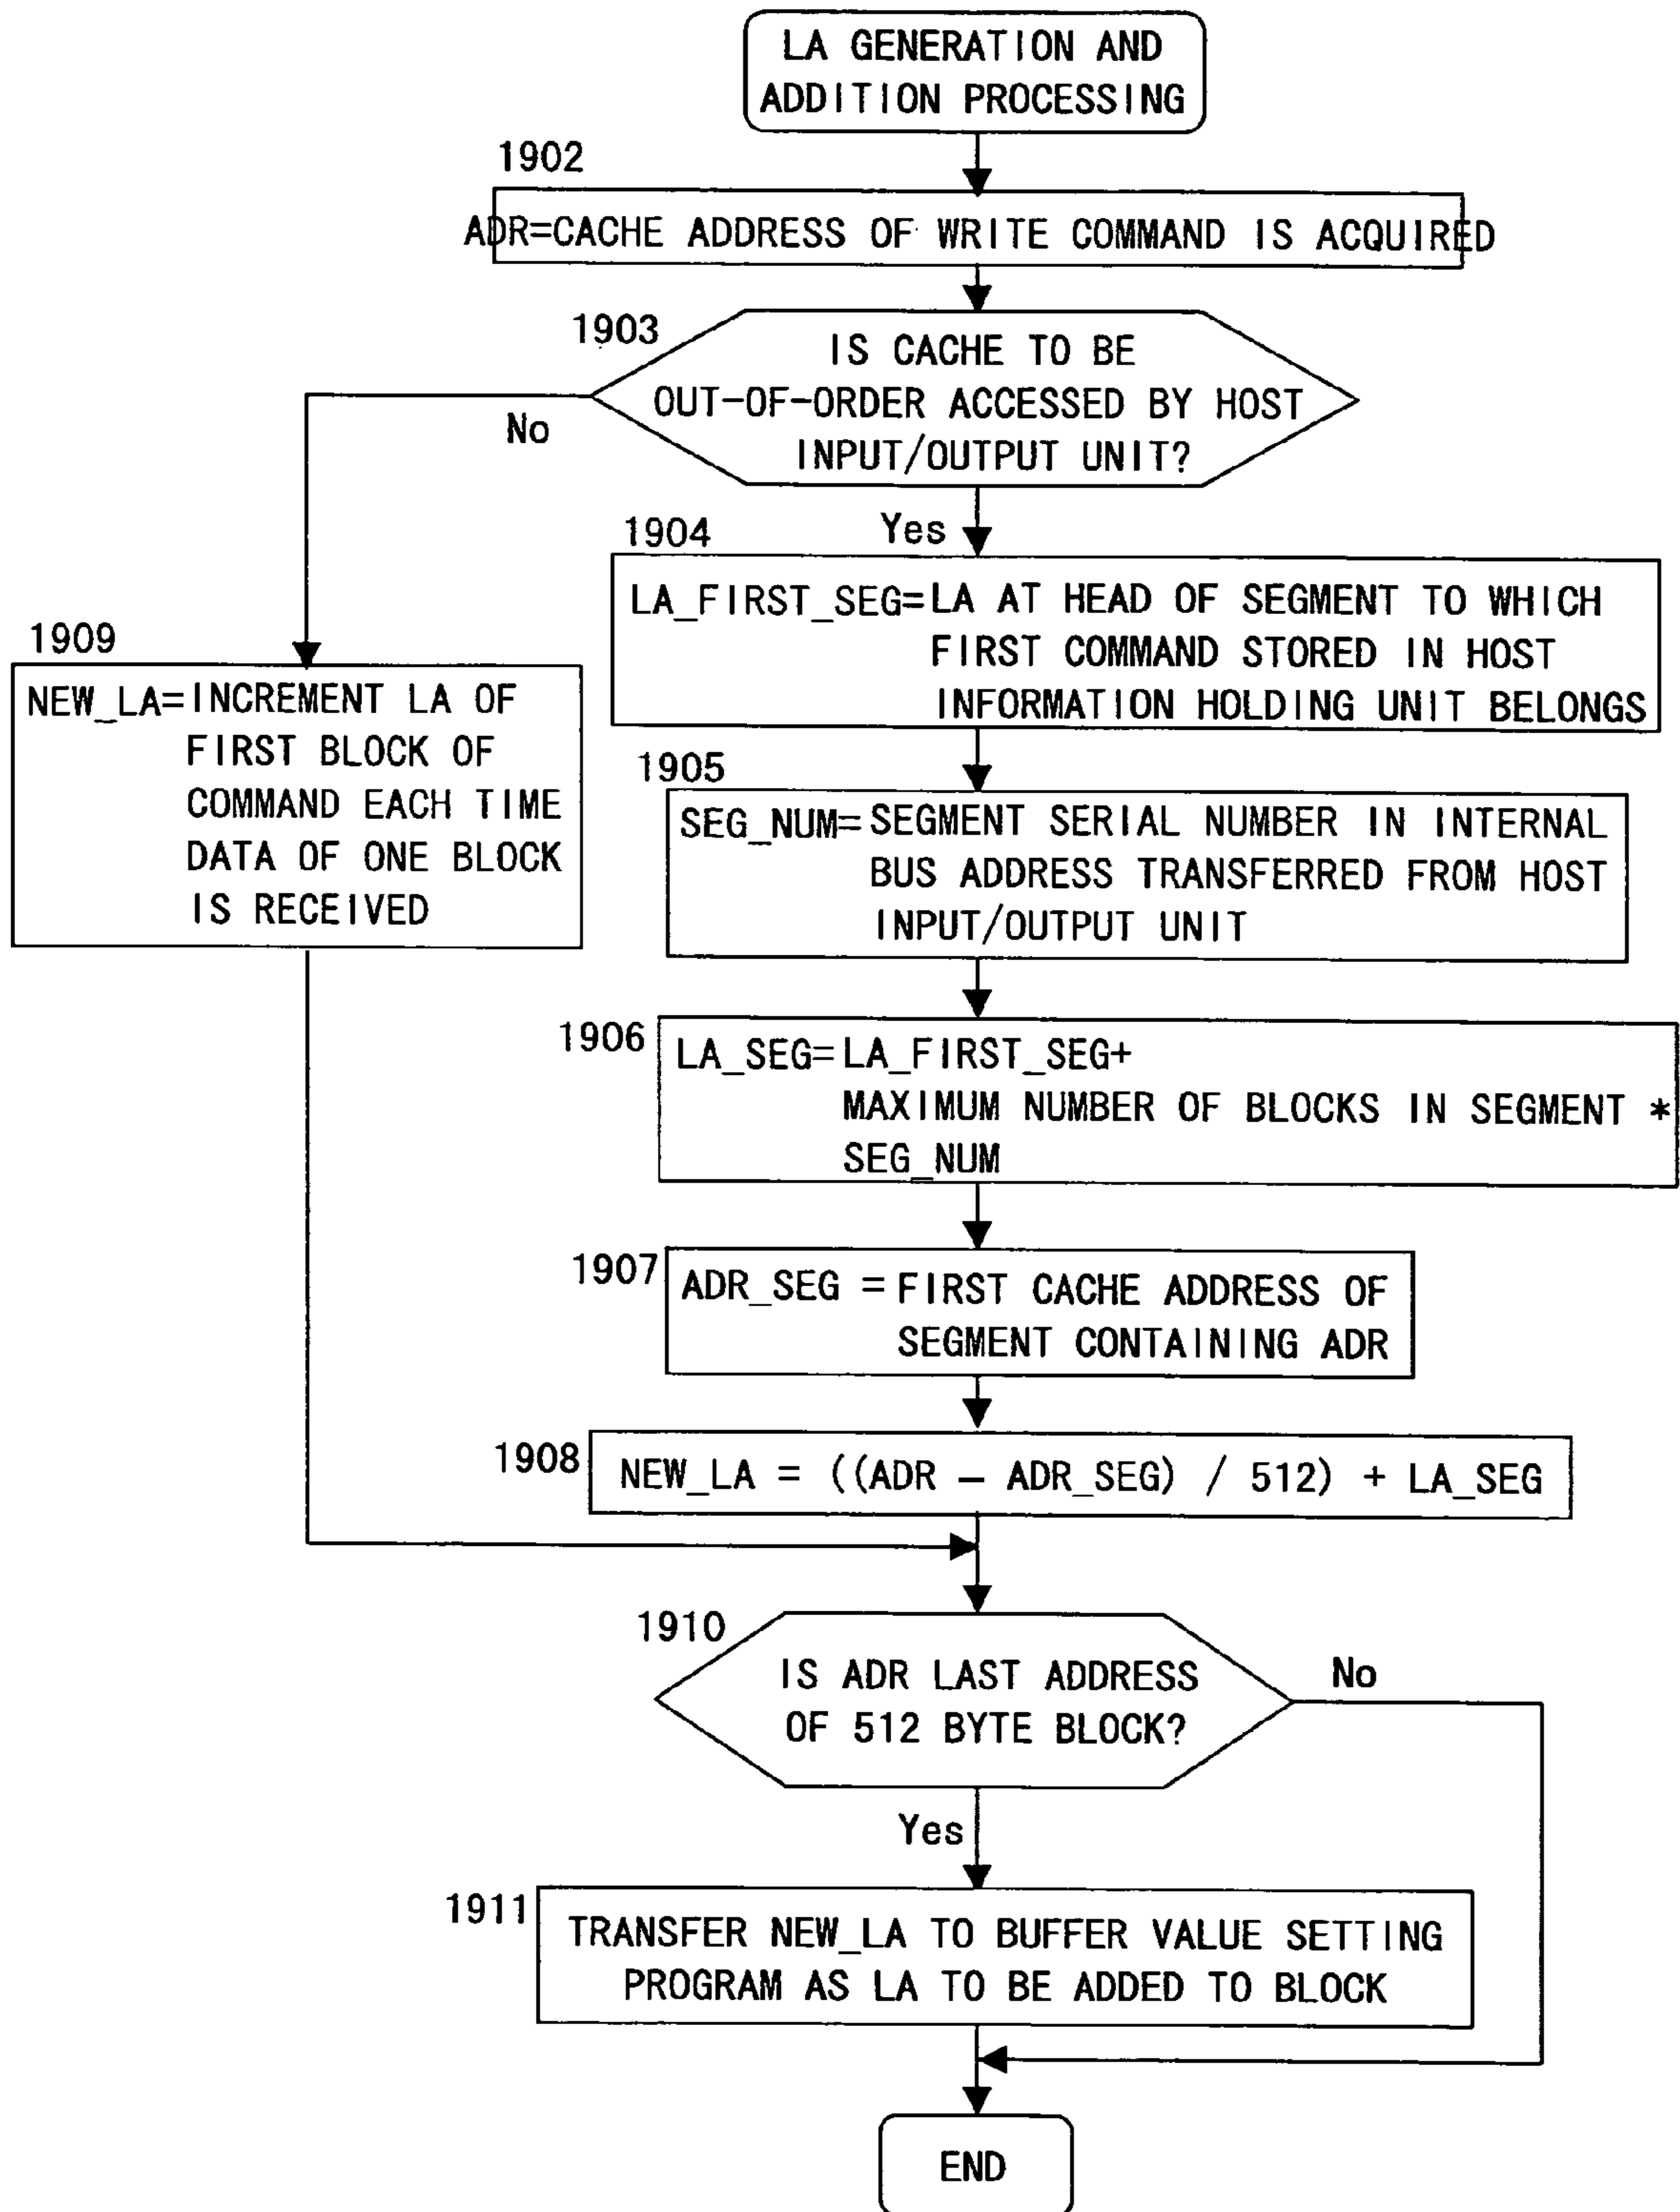 LA GENERATION AND
ADDITION PROCESSING
1902
ADR=CACHE ADDRESS OF WRITE COMMAND IS ACQUIRED
1903
IS CACHE TO BE
OUT-OF-ORDER ACCESSED BY HOST
INPUT/OUTPUT UNIT?
No
Yes
1904
LA_FIRST_SEG=LA AT HEAD OF SEGMENT TO WHICH
FIRST COMMAND STORED IN HOST
INFORMATION HOLDING UNIT BELONGS
1909
NEW_LA=INCREMENT LA OF
FIRST BLOCK OF
COMMAND EACH TIME
DATA OF ONE BLOCK
IS RECEIVED
1905
SEG_NUM=SEGMENT SERIAL NUMBER IN INTERNAL
BUS ADDRESS TRANSFERRED FROM HOST
INPUT/OUTPUT UNIT
1906
LA_SEG=LA_FIRST_SEG+
MAXIMUM NUMBER OF BLOCKS IN SEGMENT *
SEG_NUM
1907
ADR_SEG =FIRST CACHE ADDRESS OF
SEGMENT CONTAINING ADR
1908
NEW_LA = ((ADR - ADR_SEG) / 512) + LA_SEG
1910
IS ADR LAST ADDRESS
OF 512 BYTE BLOCK?
No
Yes
1911
TRANSFER NEW_LA TO BUFFER VALUE SETTING
PROGRAM AS LA TO BE ADDED TO BLOCK
END